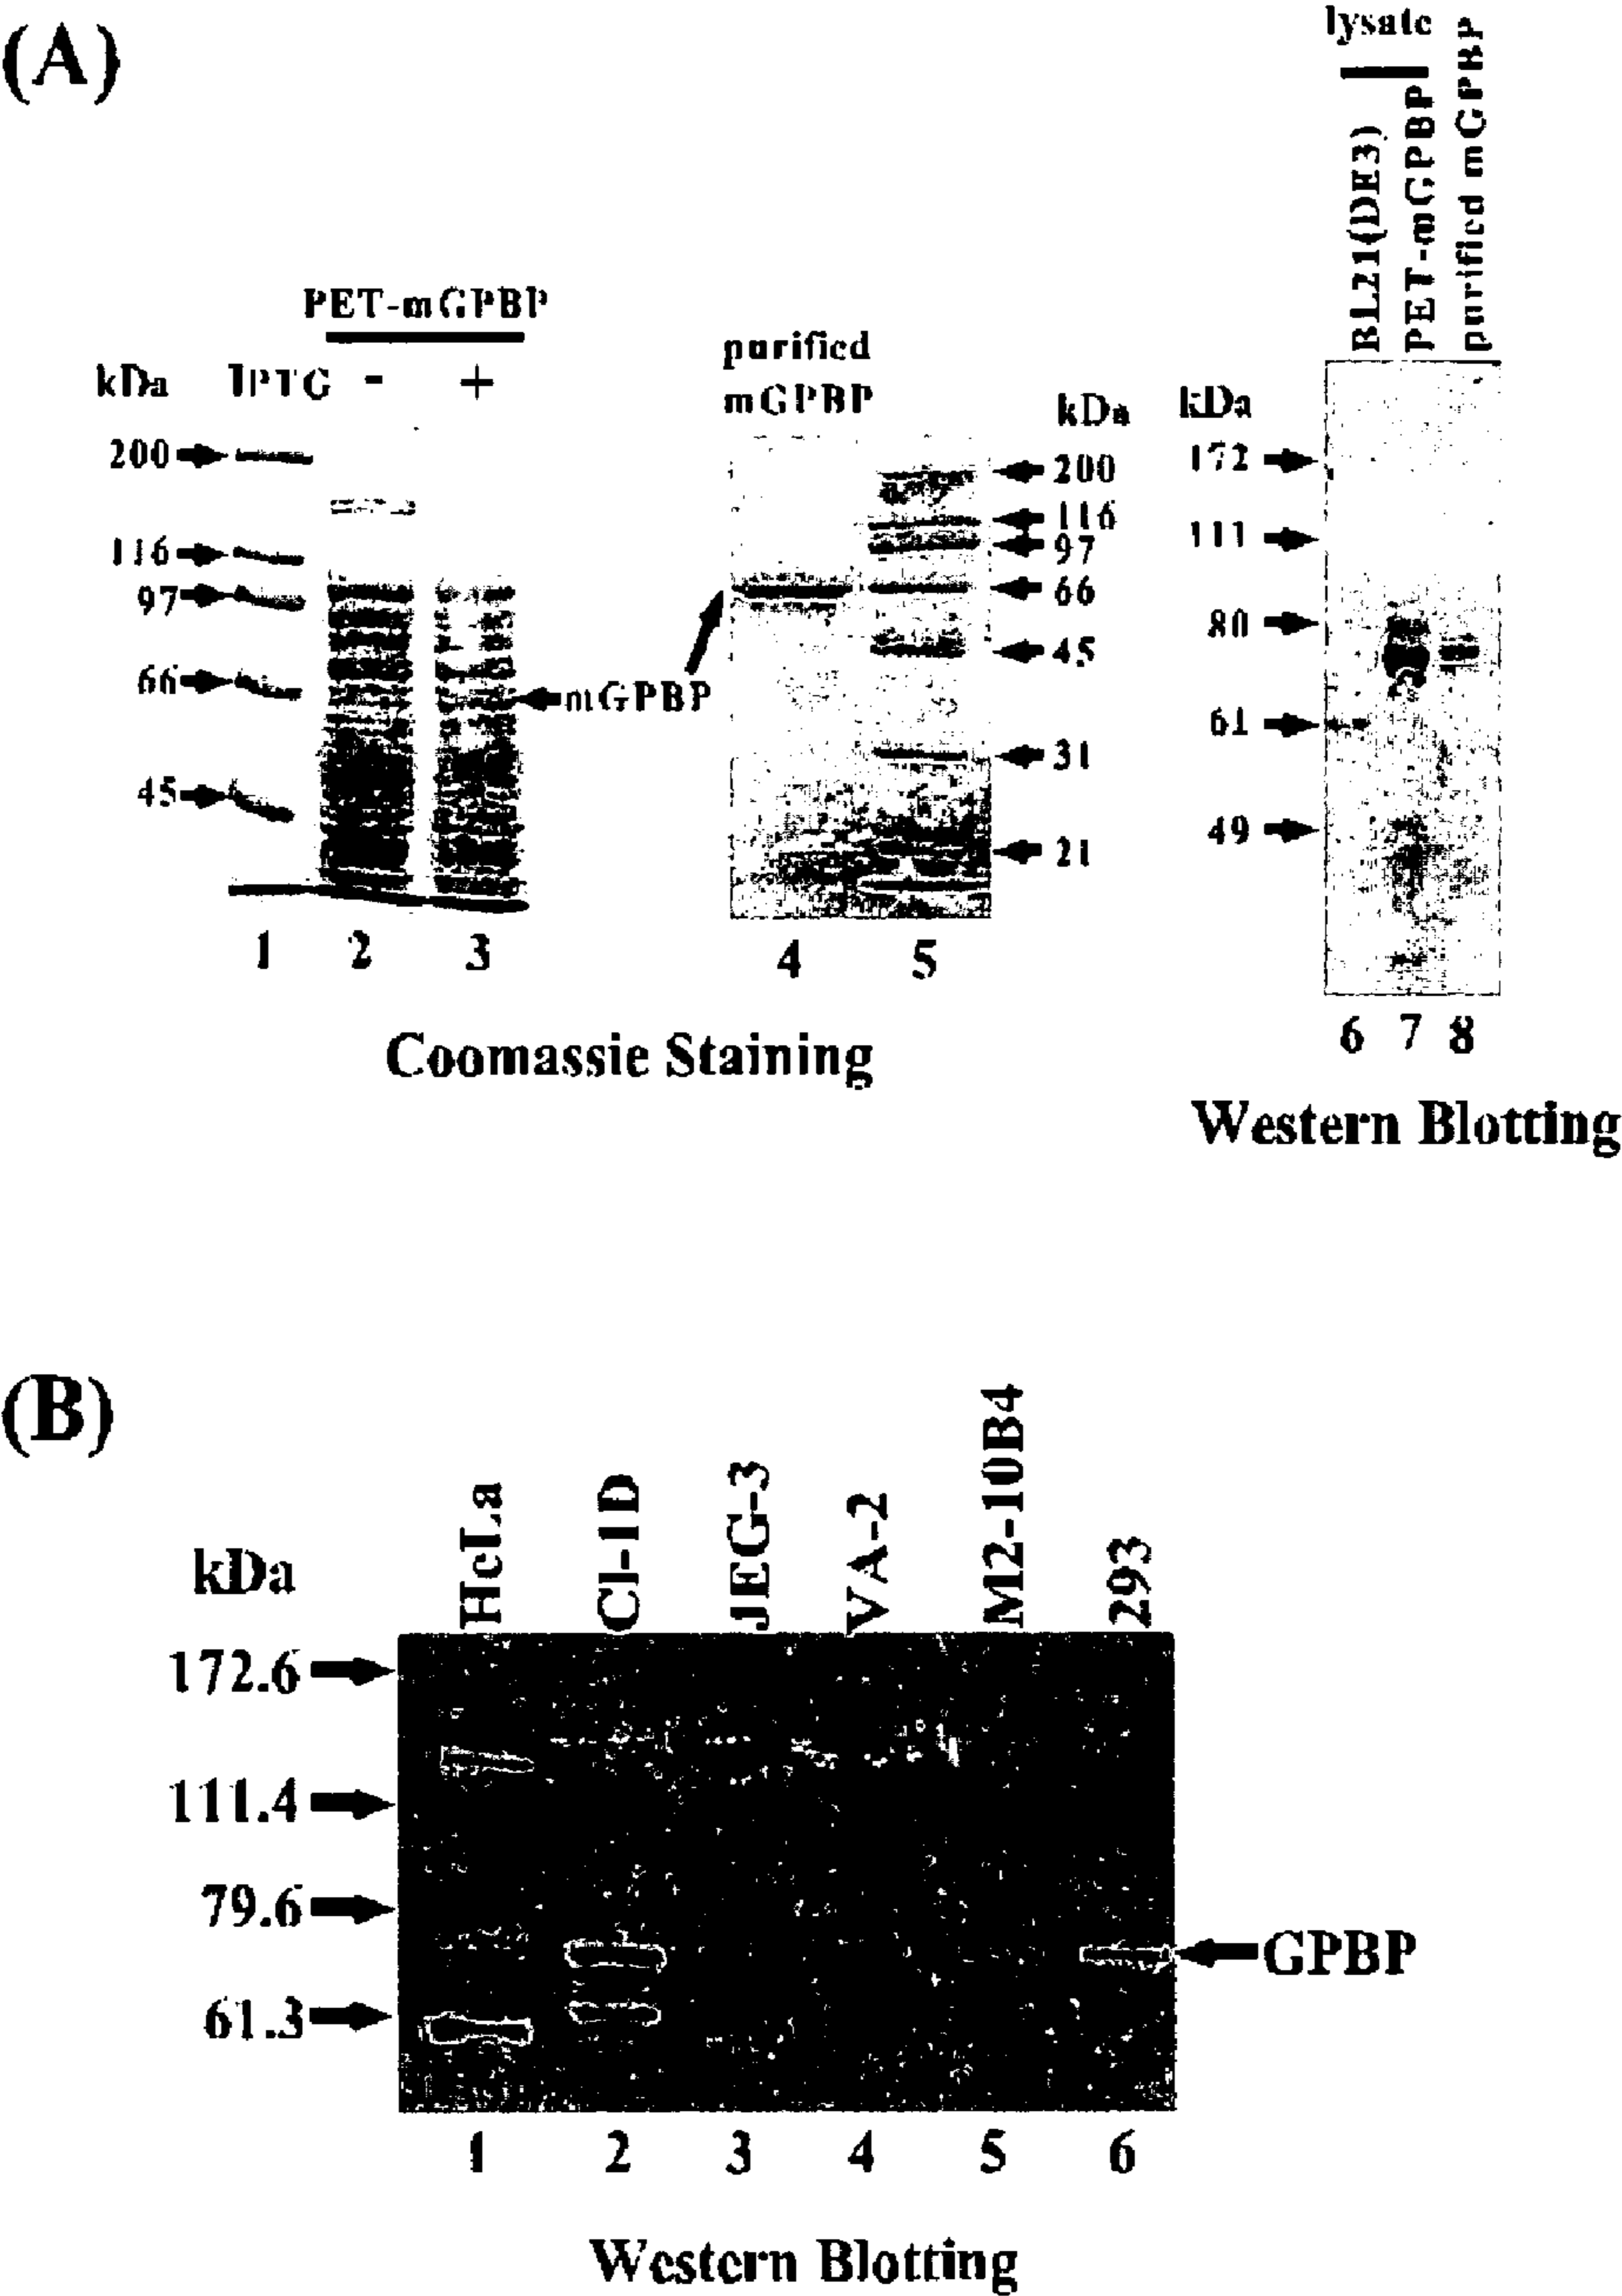 (A)
lysate
BL21(DE3)
PET-mGPBP
purified mGPBP
PET-mGPBP
kDa IPTG - +
200
116
97
66
45
mGPBP
1 2 3
purified
mGPBP
kDa
200
116
97
66
45
31
21
4 5
Coomassie Staining
kDa
172
111
80
61
49
6 7 8
Western Blotting
(B)
kDa
HeLa
Cl-1D
JEG-3
VA-2
M2-10B4
293
172.6
111.4
79.6
61.3
GPBP
1 2 3 4 5 6
Western Blotting